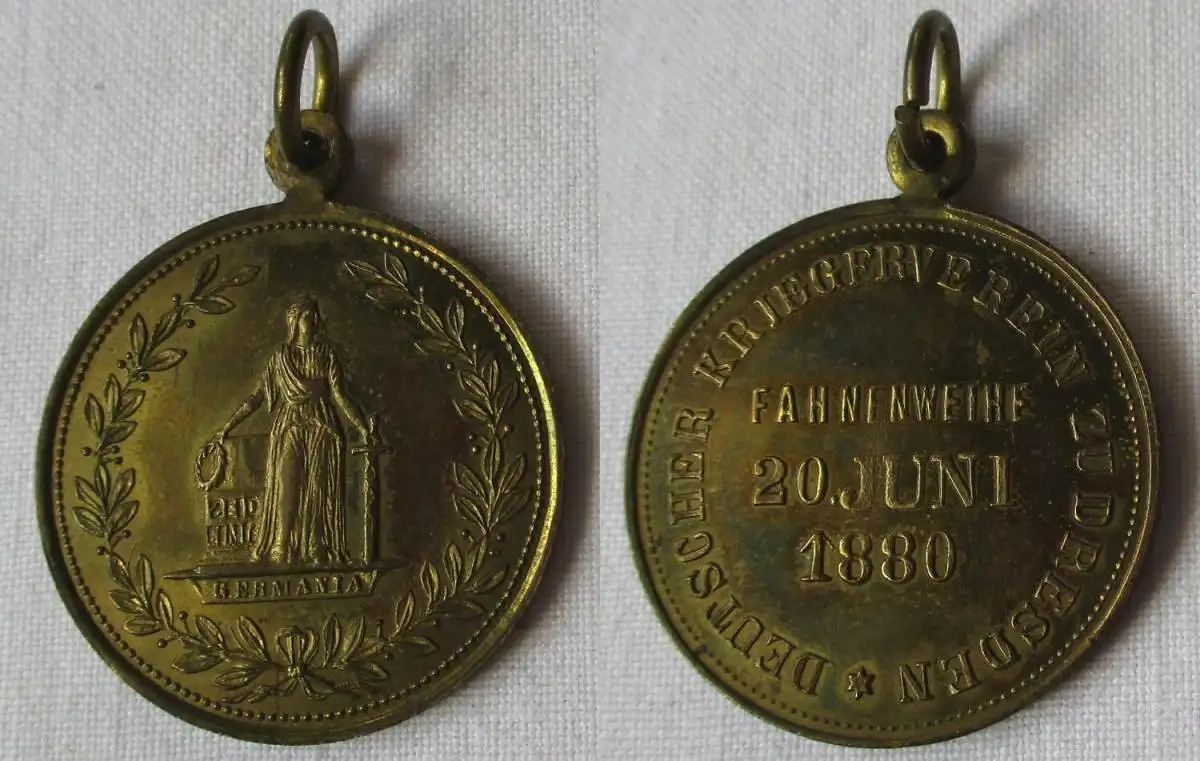 SEID
EINIG
GERMANIA
DEUTSCHER KRIEGERVEREIN ZU DRESDEN
FAHNENWEIHE
20. JUNI
1880